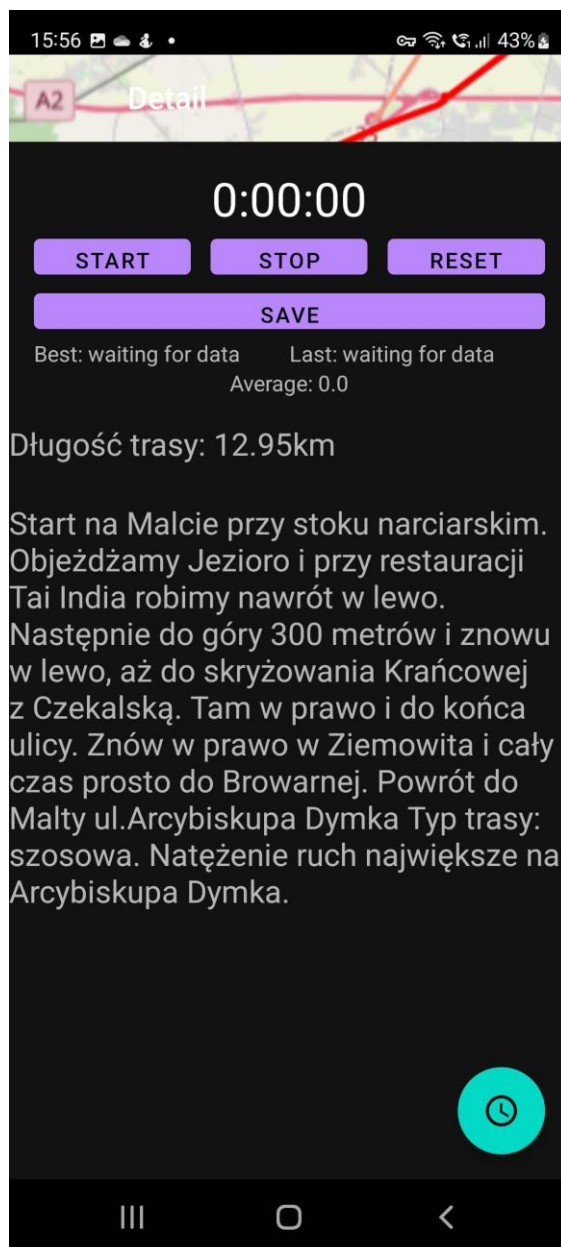 15:56
43%
A2
Detail
0:00:00
START STOP RESET
SAVE
Best: waiting for data Last: waiting for data
Average: 0.0
Długość trasy: 12.95km
Start na Malcie przy stoku narciarskim.
Objeżdżamy Jezioro i przy restauracji
Tai India robimy nawrót w lewo.
Następnie do góry 300 metrów i znowu
w lewo, aż do skryżowania Krańcowej
z Czekalską. Tam w prawo i do końca
ulicy. Znów w prawo w Ziemowita i cały
czas prosto do Browarnej. Powrót do
Malty ul.Arcybiskupa Dymka Typ trasy:
szosowa. Natężenie ruch największe na
Arcybiskupa Dymka.